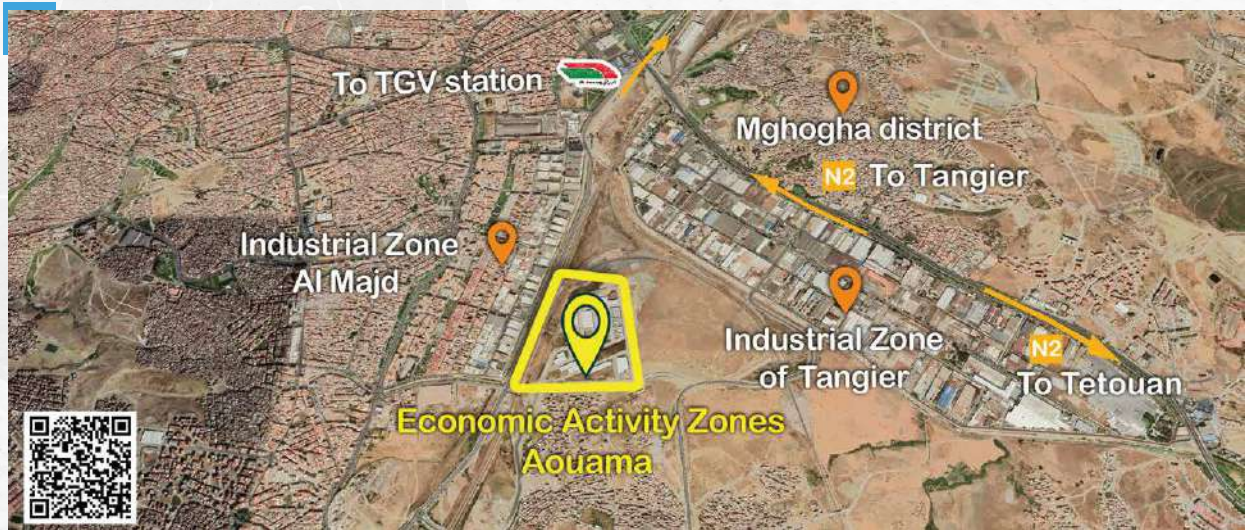 To TGV station
Mghogha district
N2 To Tangier
Industrial Zone
Al Majd
Industrial Zone
of Tangier
N2
To Tetouan
Economic Activity Zones
Aouama